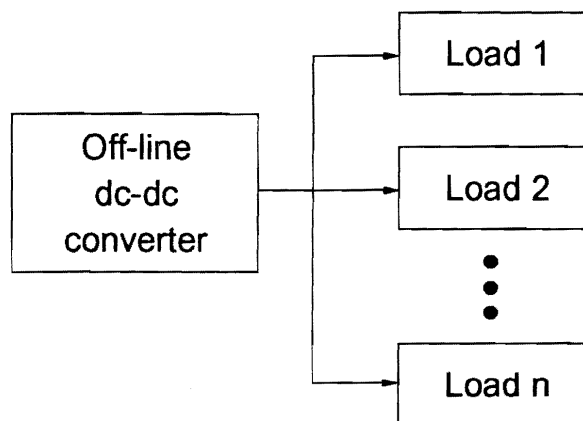 Off-line
dc-dc
converter
Load 1
Load 2
Load n